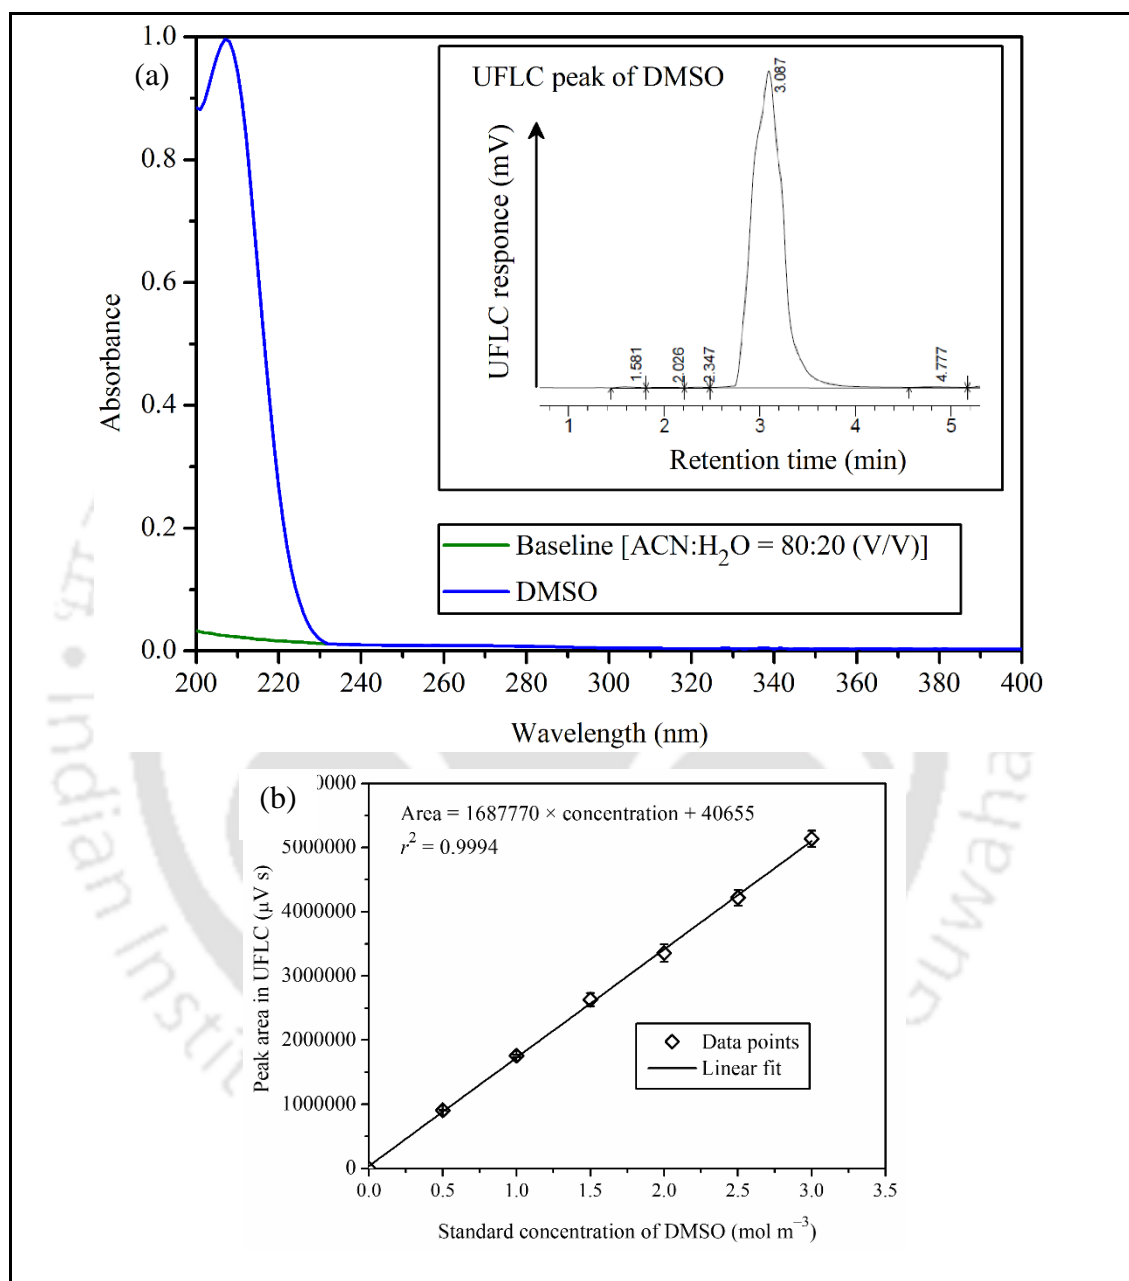 (a)
UFLC peak of DMSO
3.087
UFLC responce (mV)
1.581
2.026
2.347
4.777
1 2 3 4 5
Retention time (min)
Baseline [ACN:H₂O = 80:20 (V/V)]
DMSO
1.0
0.8
0.6
0.4
0.2
0.0
Absorbance
200 220 240 260 280 300 320 340 360 380 400
Wavelength (nm)
(b)
Area = 1687770 × concentration + 40655
r² = 0.9994
Data points
Linear fit
5000000
4000000
3000000
2000000
1000000
0
Peak area in UFLC (μV s)
0.0 0.5 1.0 1.5 2.0 2.5 3.0 3.5
Standard concentration of DMSO (mol m⁻³)
Indian Instit
Guwaha